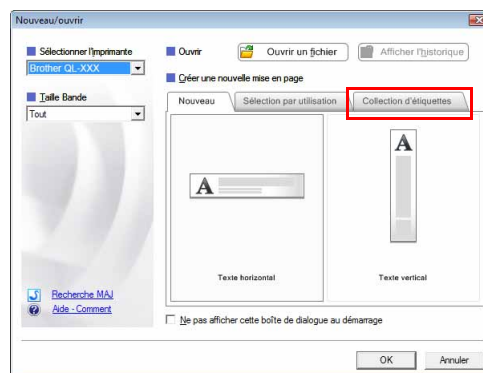 Nouveau/ouvrir
Sélectionner l'imprimante
Brother QL-XXX
Taille Bande
Tout
Recherche MAJ
Aide - Comment
Ouvrir
Ouvrir un fichier
Afficher l'historique
Créer une nouvelle mise en page
Nouveau
Sélection par utilisation
Collection d'étiquettes
A
Texte horizontal
A
Texte vertical
Ne pas afficher cette boîte de dialogue au démarrage
OK
Annuler